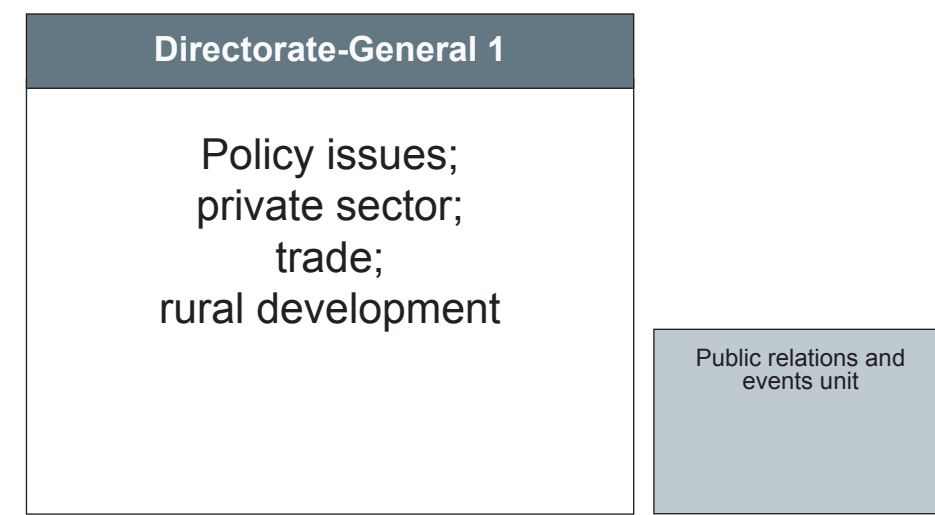 Directorate-General 1
Policy issues;
private sector;
trade;
rural development
Public relations and
events unit